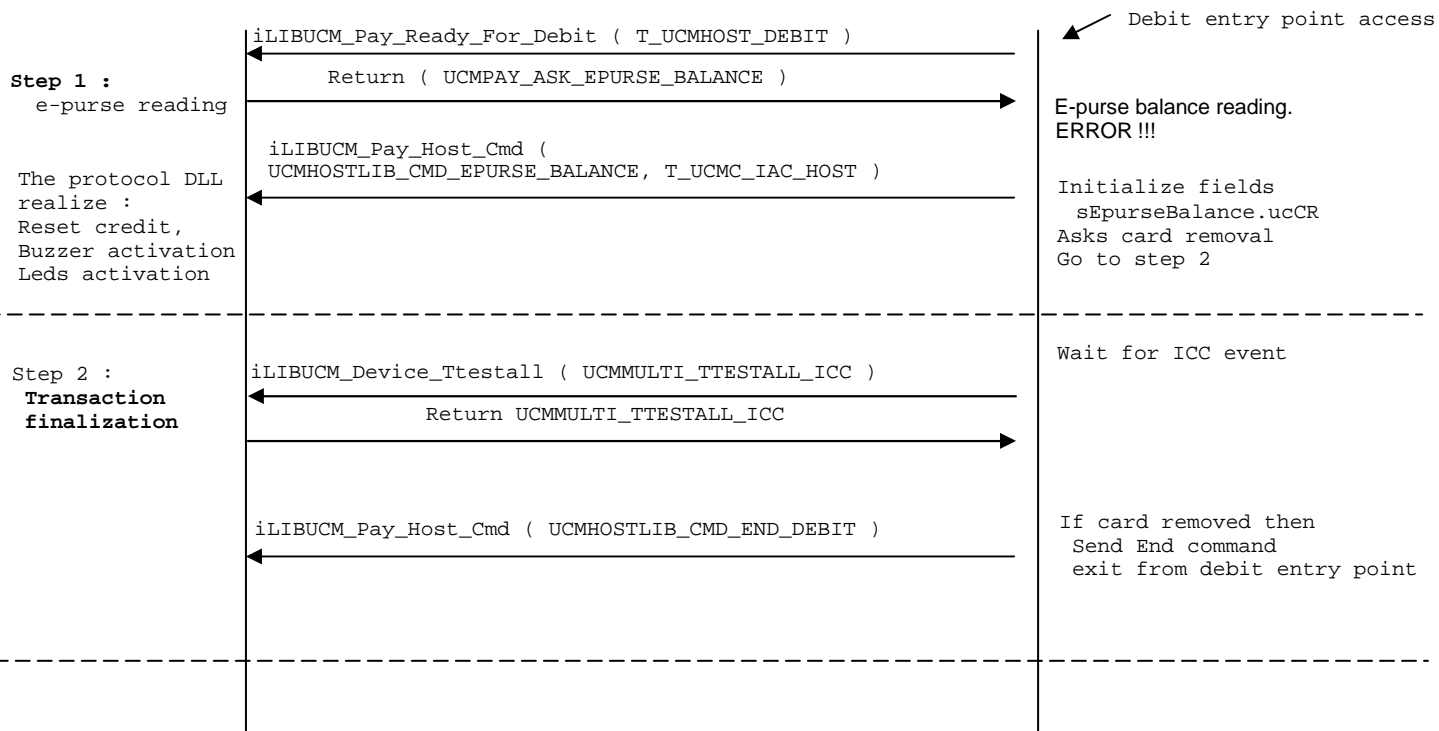 Debit entry point access
iLIBUCM_Pay_Ready_For_Debit ( T_UCMHOST_DEBIT )
Step 1 :
e-purse reading
Return ( UCMPAY_ASK_EPURSE_BALANCE )
E-purse balance reading.
ERROR !!!
iLIBUCM_Pay_Host_Cmd (
UCMHOSTLIB_CMD_EPURSE_BALANCE, T_UCMC_IAC_HOST )
The protocol DLL
realize :
Reset credit,
Buzzer activation
Leds activation
Initialize fields
sEpurseBalance.ucCR
Asks card removal
Go to step 2
Wait for ICC event
Step 2 :
Transaction
finalization
iLIBUCM_Device_Ttestall ( UCMMULTI_TTESTALL_ICC )
Return UCMMULTI_TTESTALL_ICC
iLIBUCM_Pay_Host_Cmd ( UCMHOSTLIB_CMD_END_DEBIT )
If card removed then
Send End command
exit from debit entry point